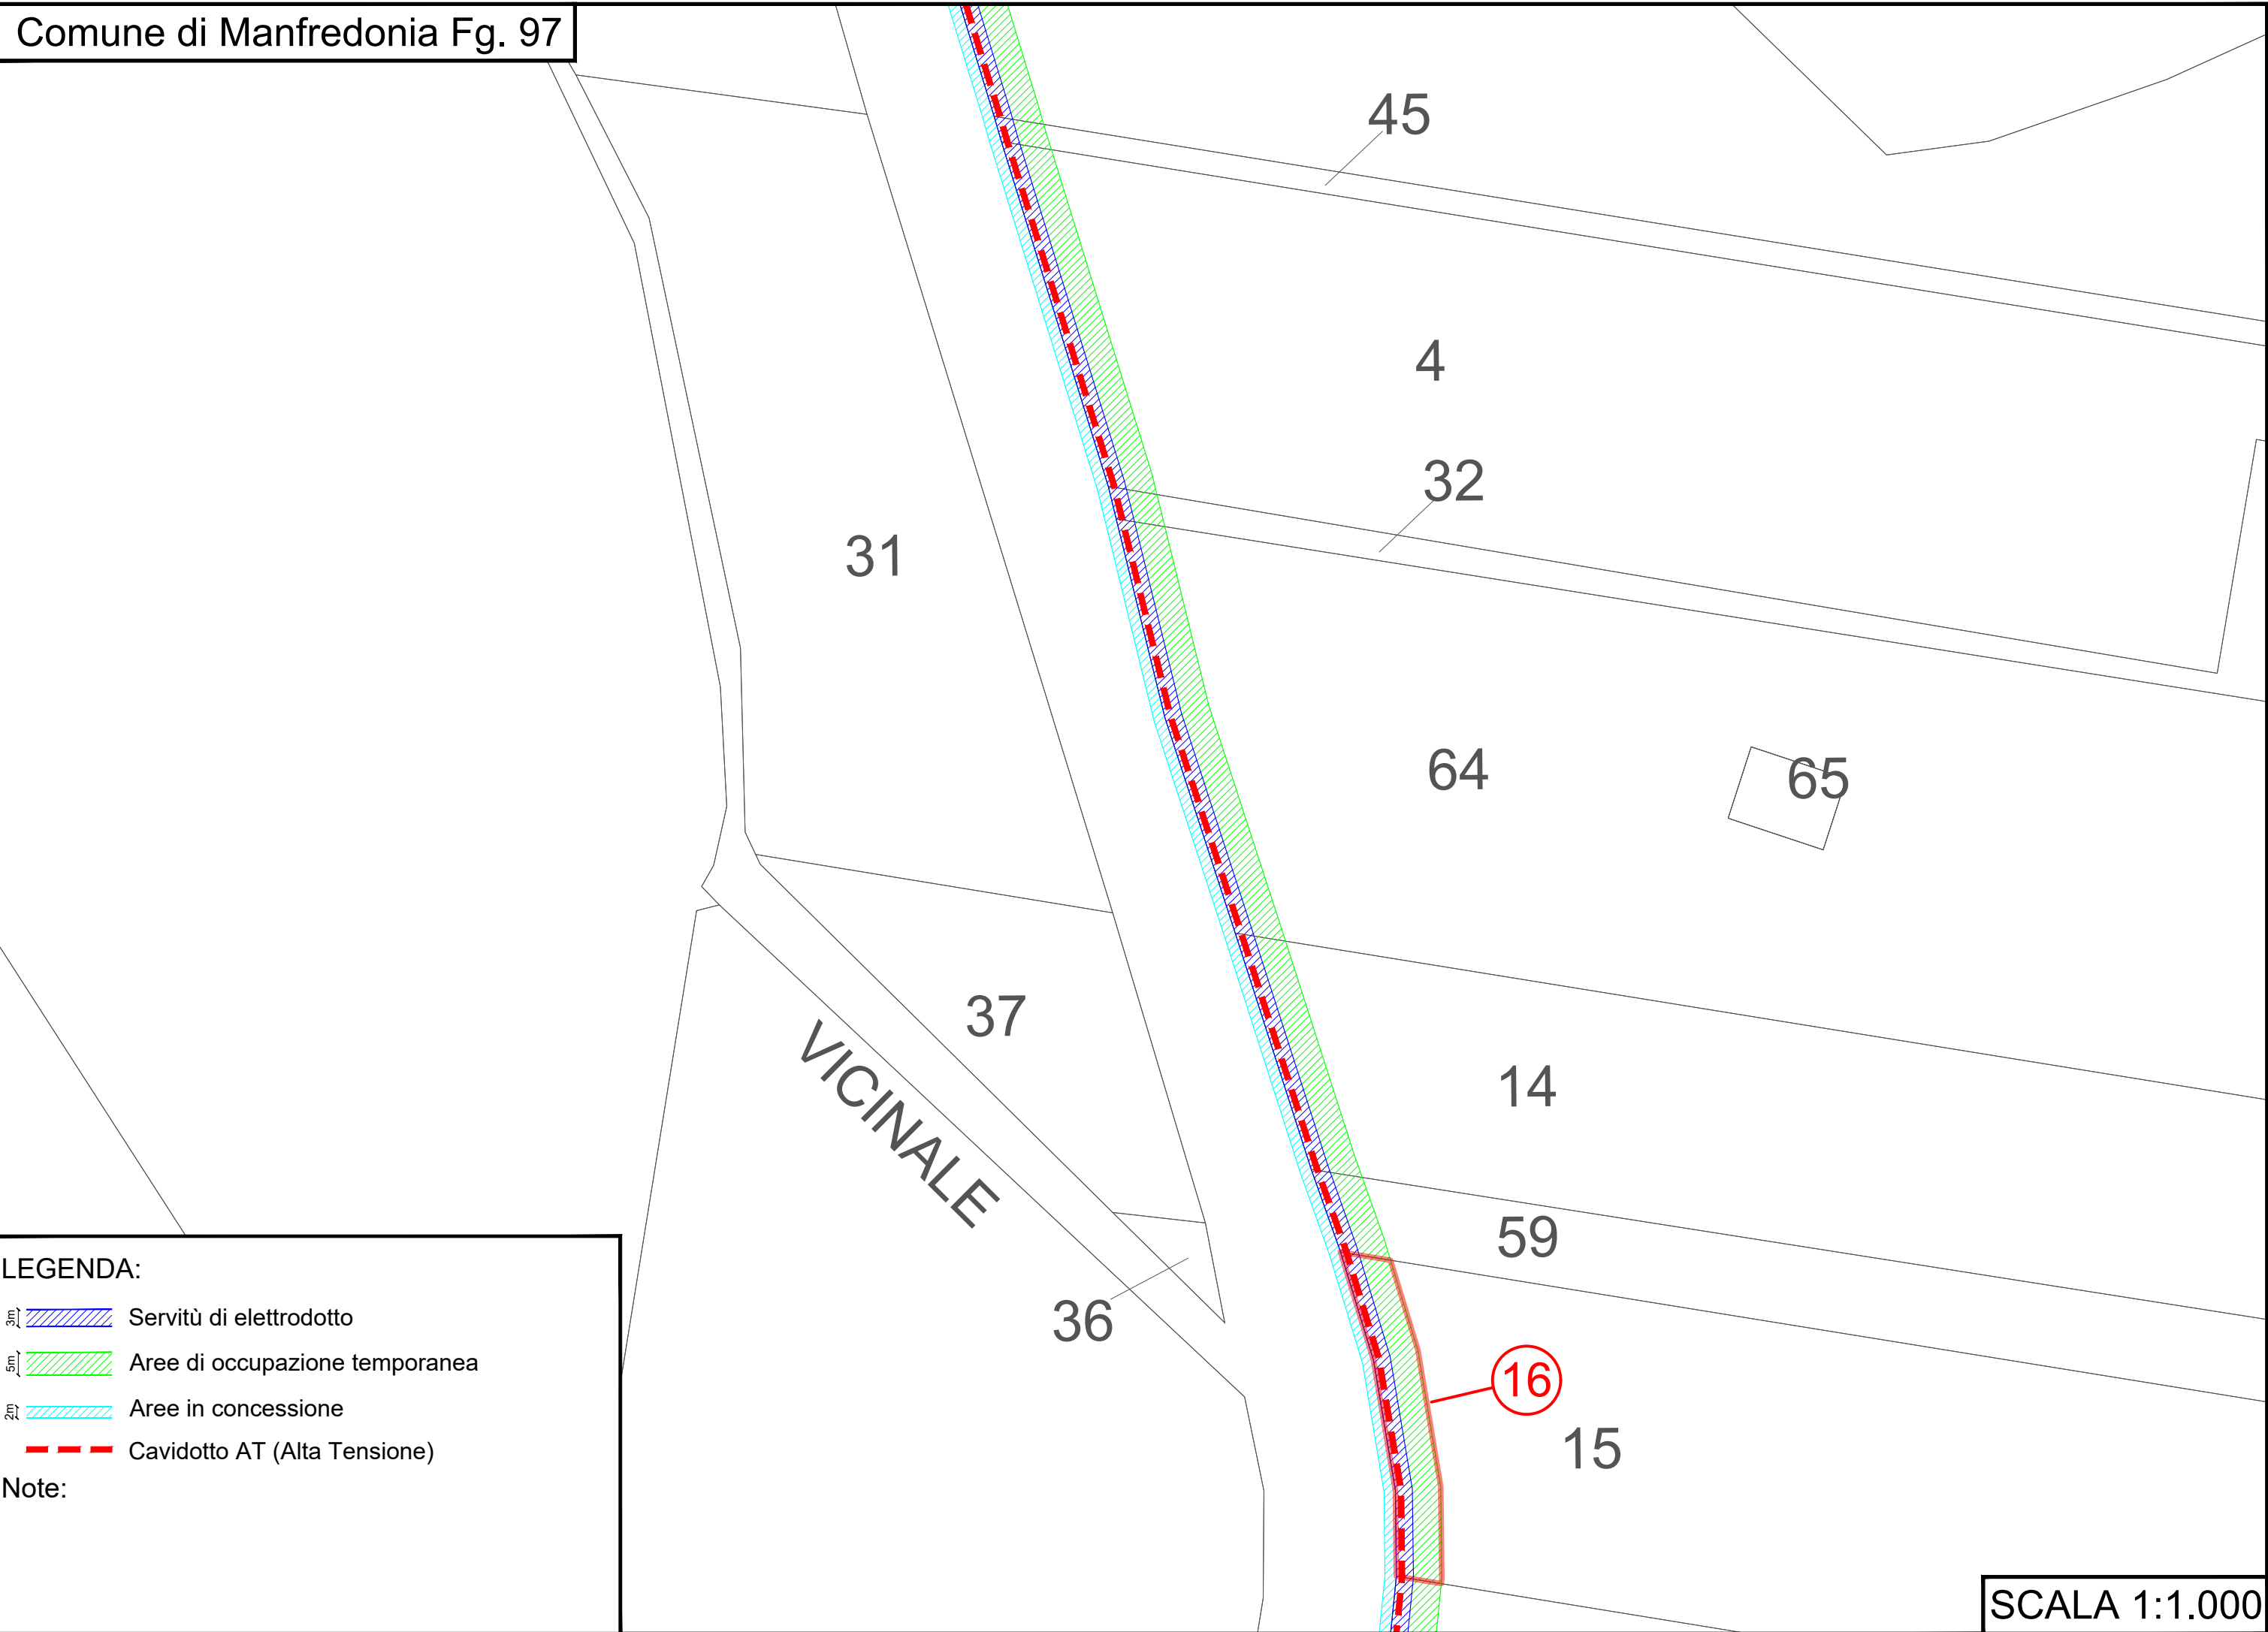 Comune di Manfredonia Fg. 97
45
4
32
31
64
65
37
14
VICINALE
59
36
16
15
LEGENDA:
3m Servitù di elettrodotto
5m Aree di occupazione temporanea
2m Aree in concessione
Cavidotto AT (Alta Tensione)
Note:
SCALA 1:1.000